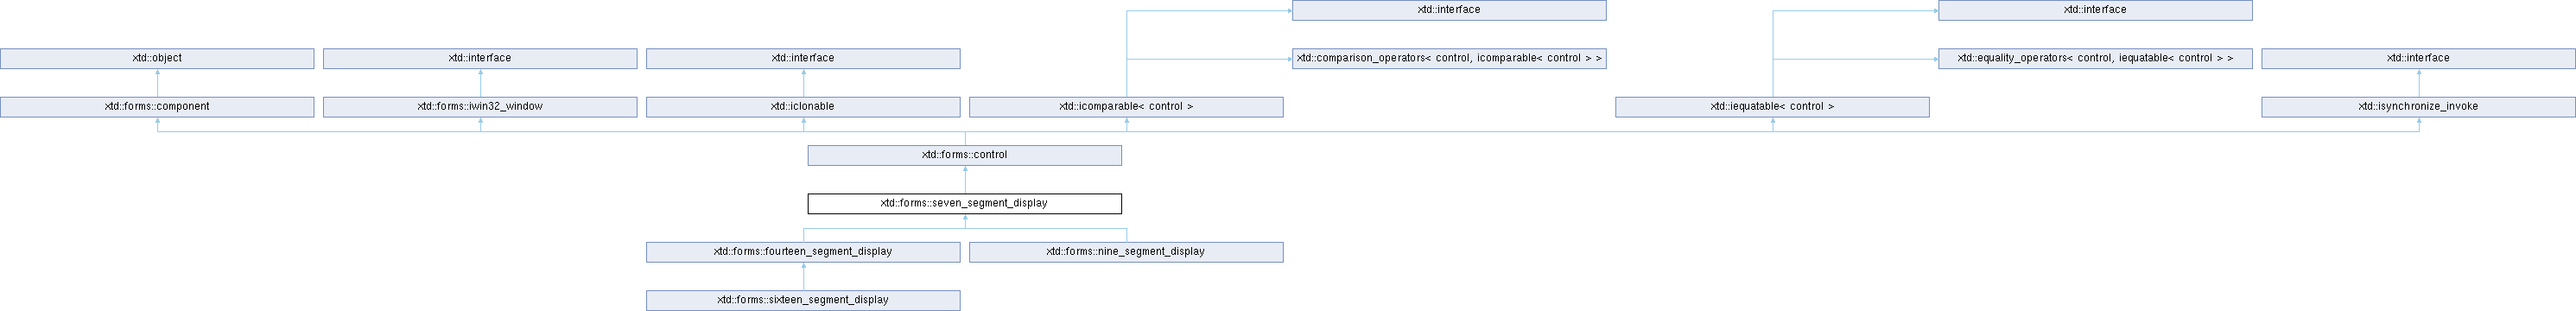 xtd::interface
xtd::interface
xtd::object
xtd::interface
xtd::interface
xtd::comparison_operators< control, icomparable< control > >
xtd::equality_operators< control, iequatable< control > >
xtd::interface
xtd::forms::component
xtd::forms::iwin32_window
xtd::iclonable
xtd::icomparable< control >
xtd::iequatable< control >
xtd::isynchronize_invoke
xtd::forms::control
xtd::forms::seven_segment_display
xtd::forms::fourteen_segment_display
xtd::forms::nine_segment_display
xtd::forms::sixteen_segment_display